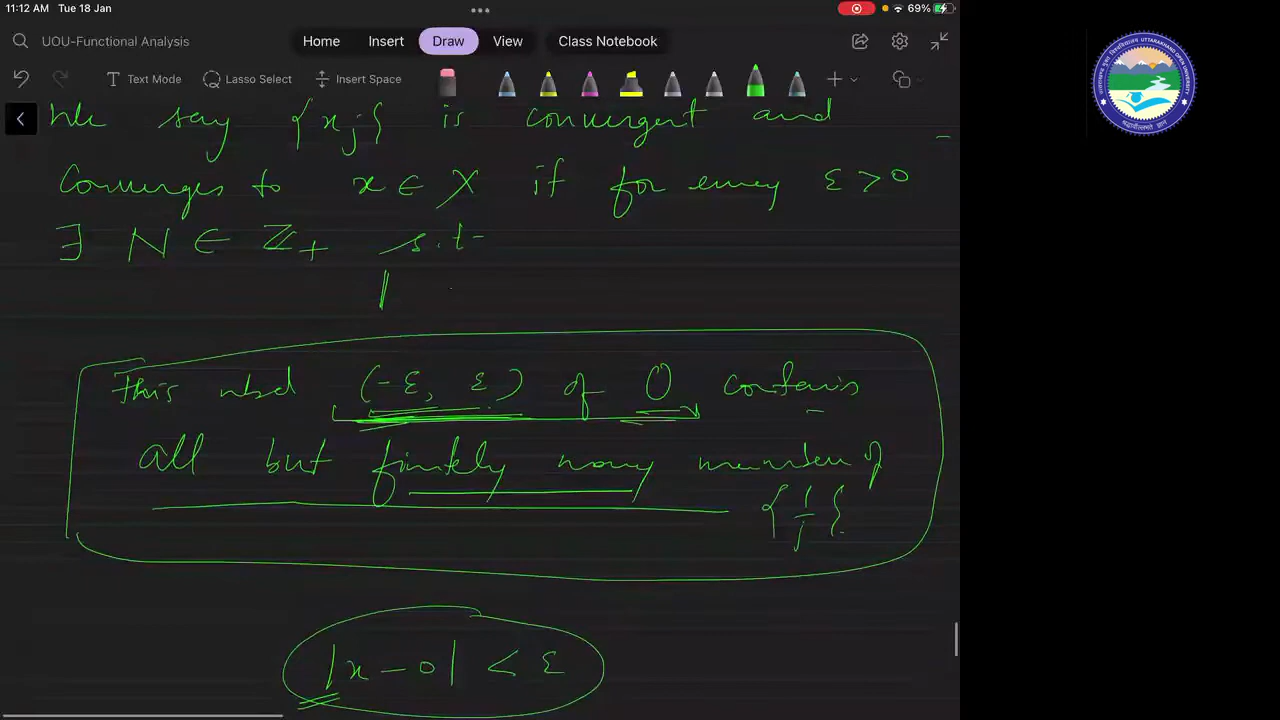 11:12 AM Tue 18 Jan
69%
UOU-Functional Analysis
Home Insert Draw View Class Notebook
Text Mode Lasso Select Insert Space
We say {xj} is convergent and
Converges to x ∈ X if for every ε > 0
∃ N ∈ ℤ+ s.t
This nbd (-ε, ε) of 0 contains
all but finitely many member of
{1/j}
|x - 0| < ε